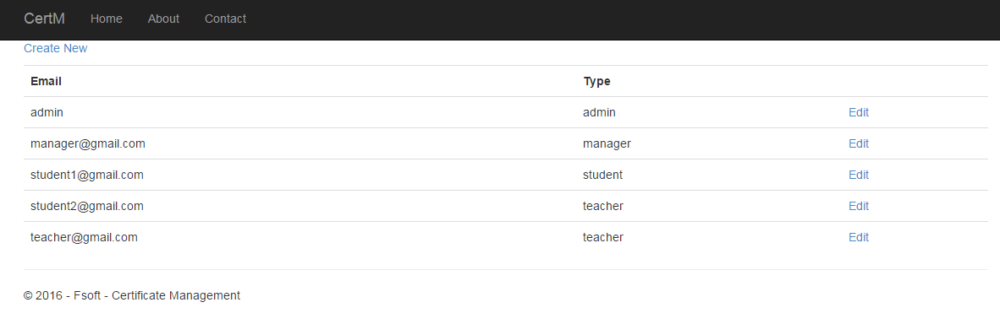 CertM Home About Contact
Create New
Email Type
admin admin Edit
manager@gmail.com manager Edit
student1@gmail.com student Edit
student2@gmail.com teacher Edit
teacher@gmail.com teacher Edit
© 2016 - Fsoft - Certificate Management